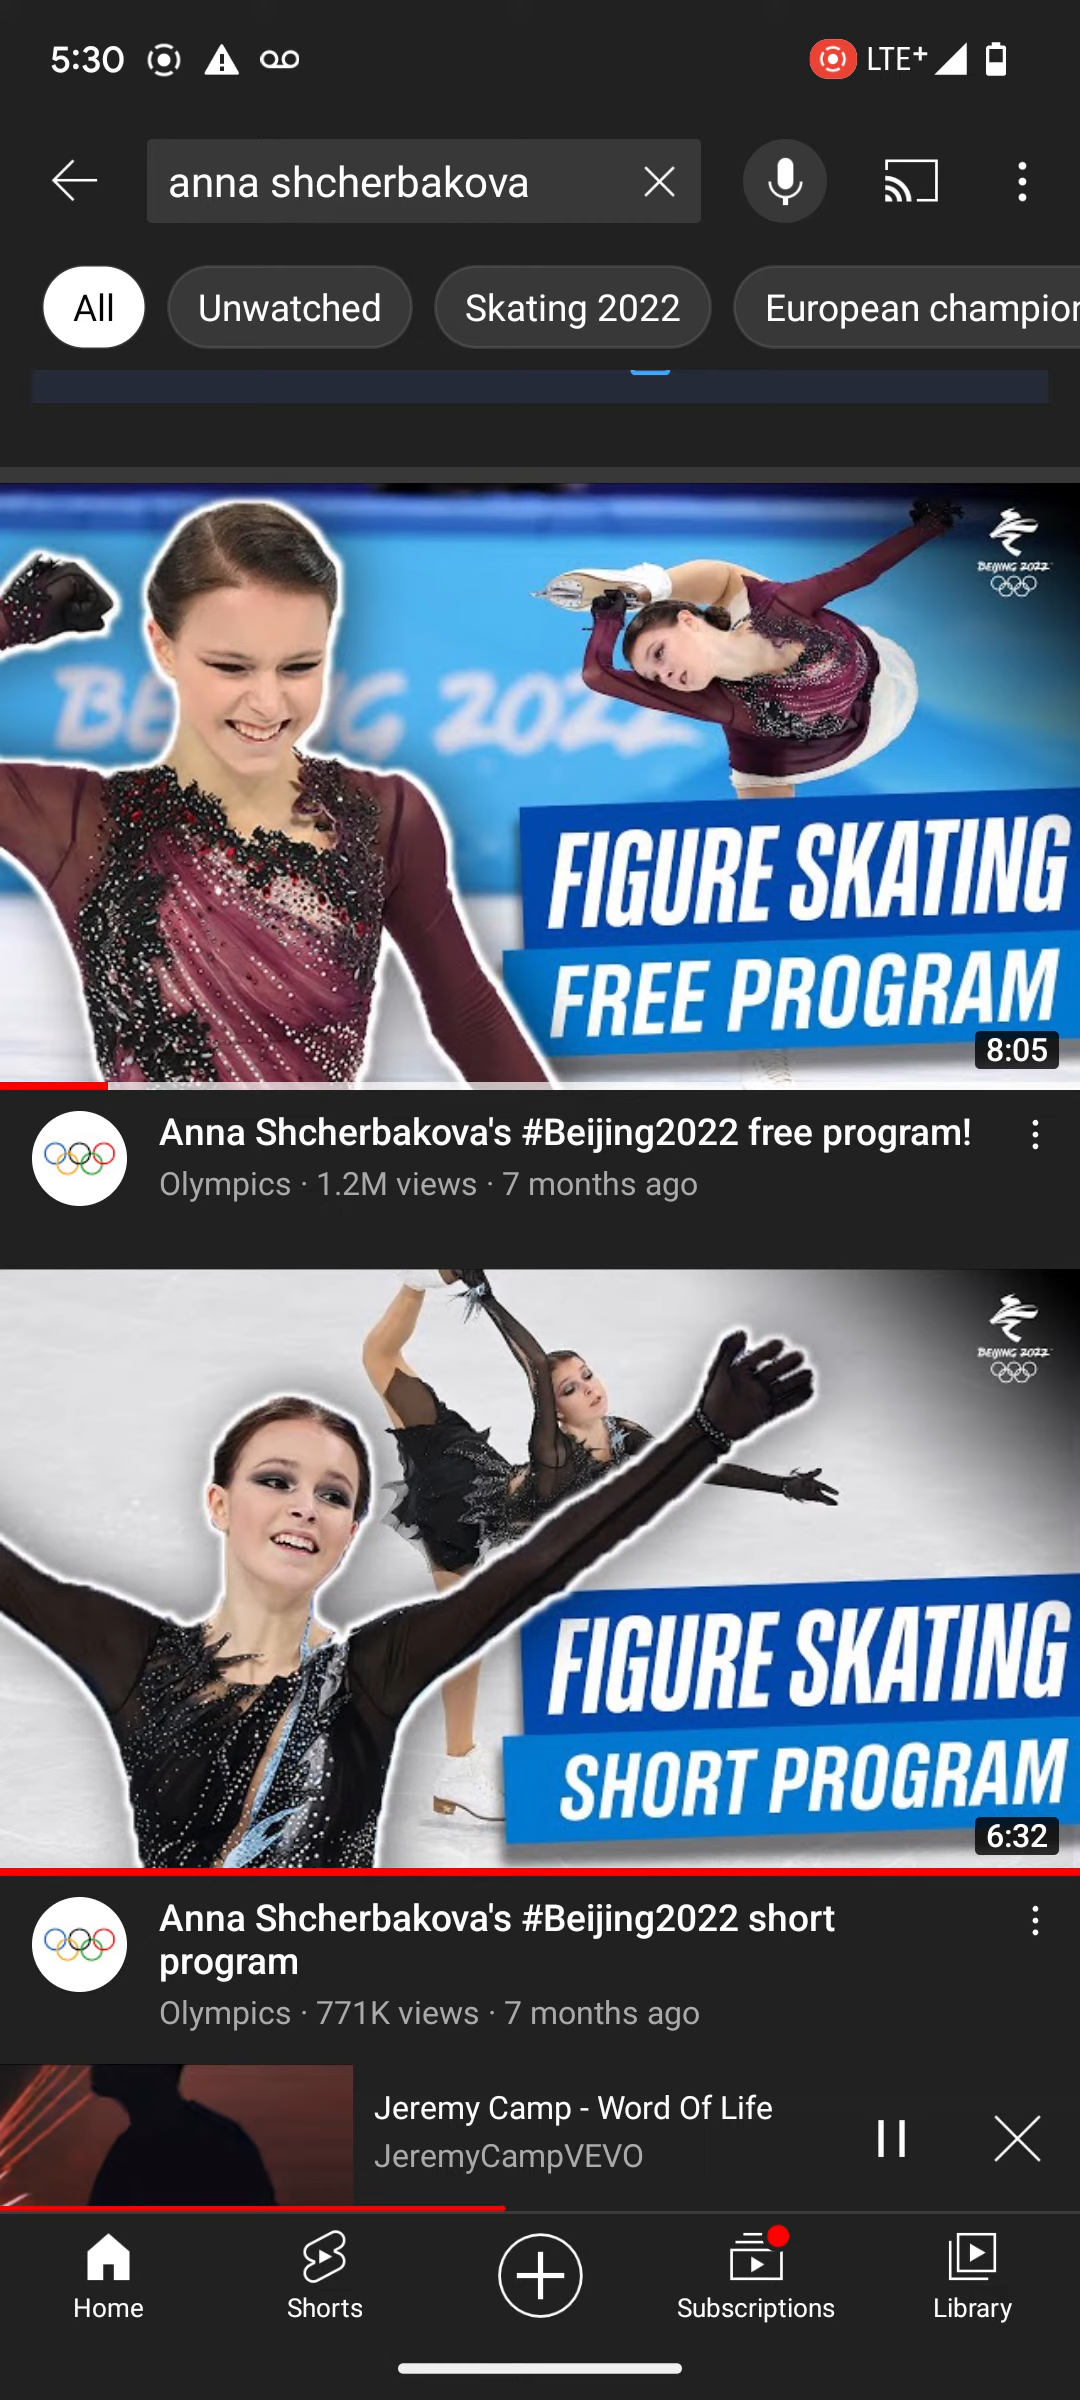 5:30
LTE+
anna shcherbakova
All
Unwatched
Skating 2022
European champion
BEIJING 2022
BEIJING 2022
FIGURE SKATING
FREE PROGRAM
8:05
Anna Shcherbakova's #Beijing2022 free program!
Olympics · 1.2M views · 7 months ago
BEIJING 2022
FIGURE SKATING
SHORT PROGRAM
6:32
Anna Shcherbakova's #Beijing2022 short
program
Olympics · 771K views · 7 months ago
Jeremy Camp - Word Of Life
JeremyCampVEVO
Home
Shorts
Subscriptions
Library